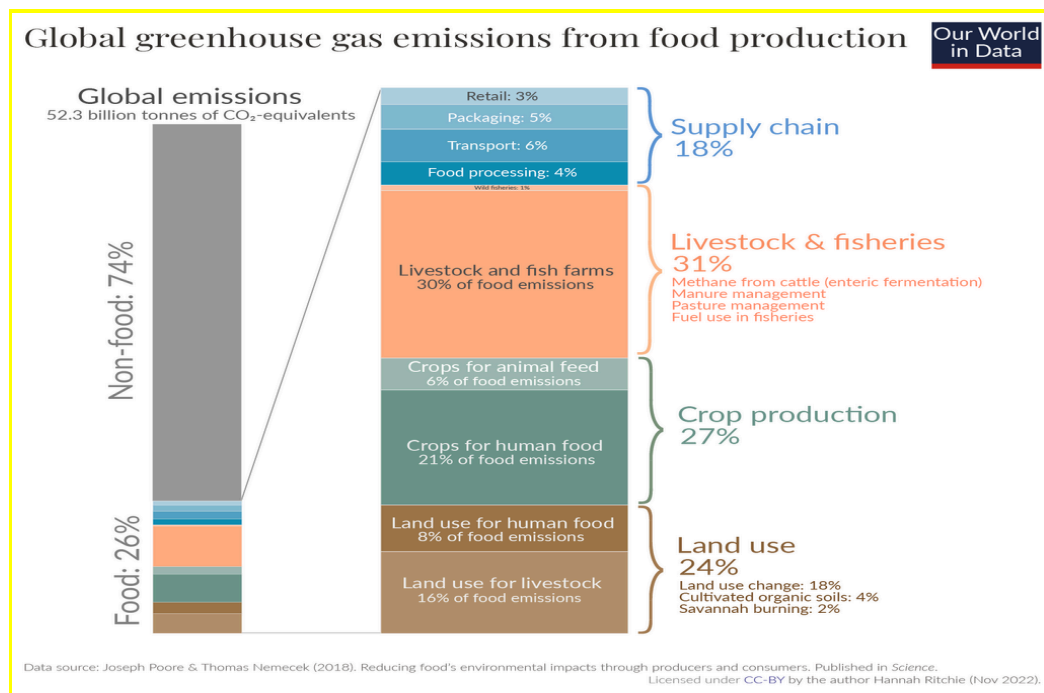 Global greenhouse gas emissions from food production
Our World
in Data
Global emissions
52.3 billion tonnes of CO₂-equivalents
Non-food: 74%
Food: 26%
Retail: 3%
Packaging: 5%
Transport: 6%
Food processing: 4%
Wild fisheries: 1%
Livestock and fish farms
30% of food emissions
Crops for animal feed
6% of food emissions
Crops for human food
21% of food emissions
Land use for human food
8% of food emissions
Land use for livestock
16% of food emissions
Supply chain
18%
Livestock & fisheries
31%
Methane from cattle (enteric fermentation)
Manure management
Pasture management
Fuel use in fisheries
Crop production
27%
Land use
24%
Land use change: 18%
Cultivated organic soils: 4%
Savannah burning: 2%
Data source: Joseph Poore & Thomas Nemecek (2018). Reducing food's environmental impacts through producers and consumers. Published in Science.
Licensed under CC-BY by the author Hannah Ritchie (Nov 2022).